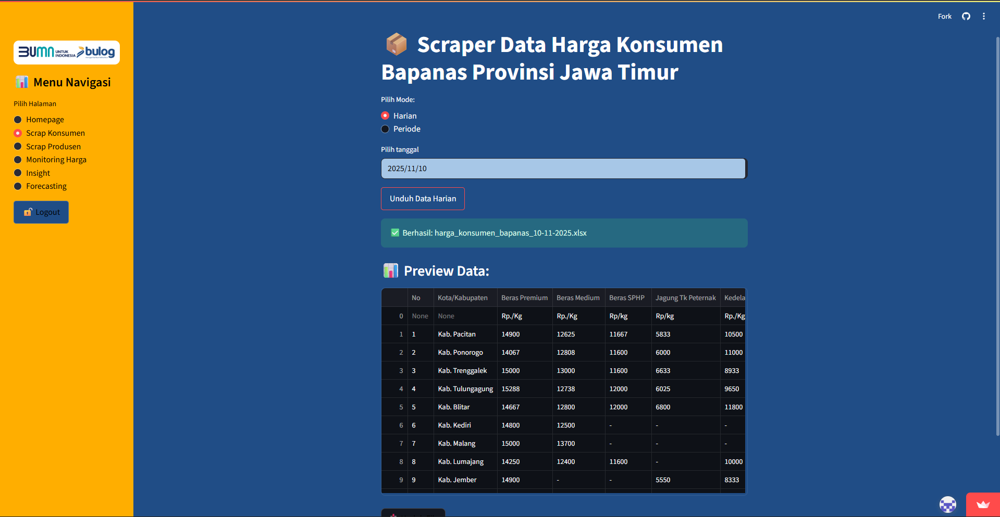 Fork
BUMN UNTUK INDONESIA bulog
Menu Navigasi
Pilih Halaman
Homepage
Scrap Konsumen
Scrap Produsen
Monitoring Harga
Insight
Forecasting
Logout
Scraper Data Harga Konsumen
Bapanas Provinsi Jawa Timur
Pilih Mode:
Harian
Periode
Pilih tanggal
2025/11/10
Unduh Data Harian
Berhasil: harga_konsumen_bapanas_10-11-2025.xlsx
Preview Data:
No Kota/Kabupaten Beras Premium Beras Medium Beras SPHP Jagung Tk Peternak Kedela
0 None None Rp./Kg Rp./Kg Rp/kg Rp/kg Rp./Kg
1 1 Kab. Pacitan 14900 12625 11667 5833 10500
2 2 Kab. Ponorogo 14067 12808 11600 6000 11000
3 3 Kab. Trenggalek 15000 13000 11600 6633 8933
4 4 Kab. Tulungagung 15288 12738 12000 6025 9650
5 5 Kab. Blitar 14667 12800 12000 6800 11800
6 6 Kab. Kediri 14800 12500 - - -
7 7 Kab. Malang 15000 13700 - - -
8 8 Kab. Lumajang 14250 12400 11600 - 10000
9 9 Kab. Jember 14900 - - 5550 8333